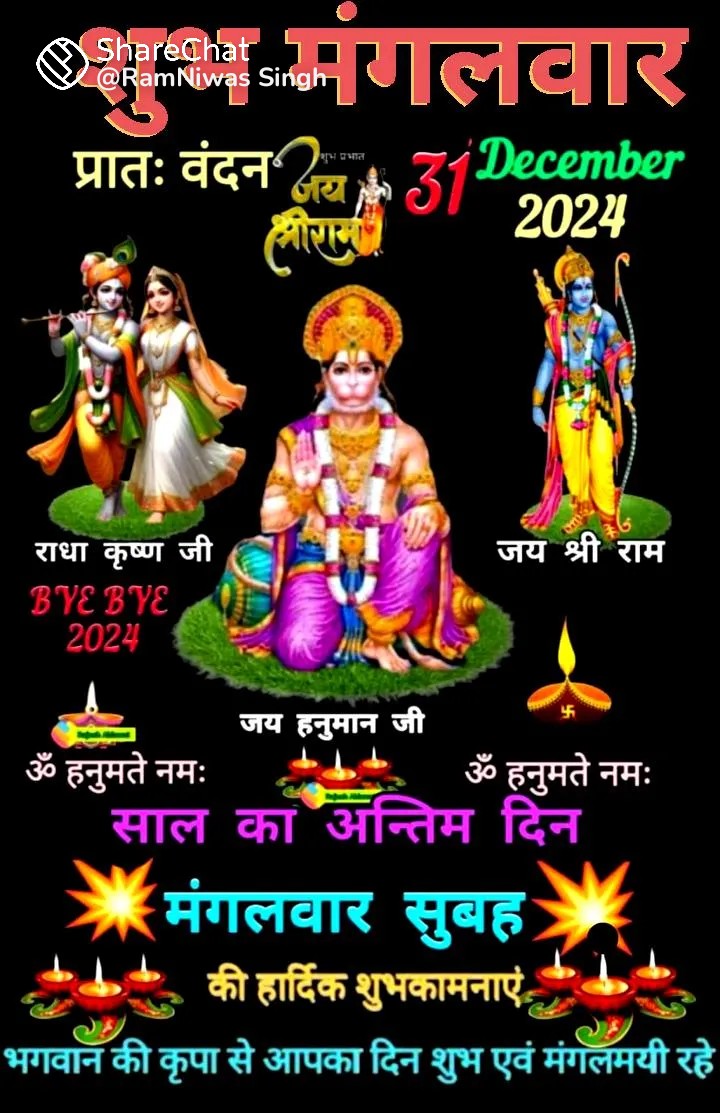 ShareChat
@RamNiwas Singh
शुभ मंगलवार
प्रातः वंदन
शुभ प्रभात
जय
श्रीराम
31 December
2024
राधा कृष्ण जी
जय श्री राम
BYE BYE
2024
जय हनुमान जी
ॐ हनुमते नमः
ॐ हनुमते नमः
साल का अन्तिम दिन
मंगलवार सुबह
की हार्दिक शुभकामनाएं
भगवान की कृपा से आपका दिन शुभ एवं मंगलमयी रहे